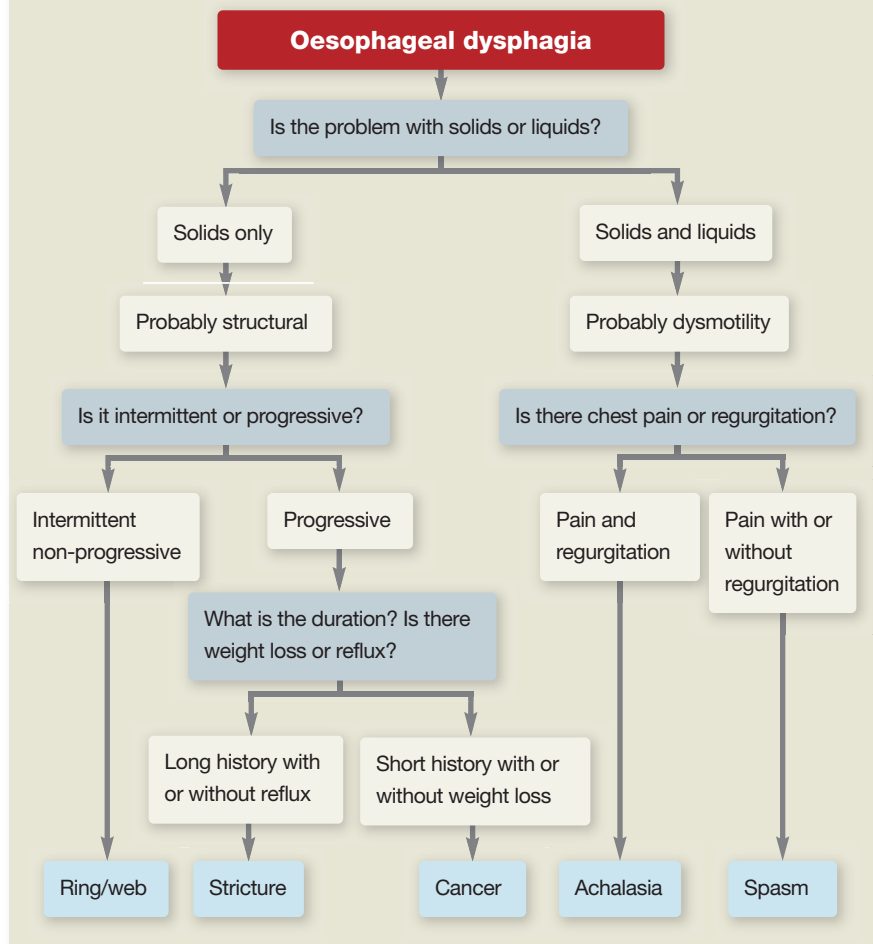 Oesophageal dysphagia
Is the problem with solids or liquids?
Solids only
Solids and liquids
Probably structural
Probably dysmotility
Is it intermittent or progressive?
Is there chest pain or regurgitation?
Intermittent
non-progressive
Progressive
Pain and
regurgitation
Pain with or
without
regurgitation
What is the duration? Is there
weight loss or reflux?
Long history with
or without reflux
Short history with or
without weight loss
Ring/web
Stricture
Cancer
Achalasia
Spasm